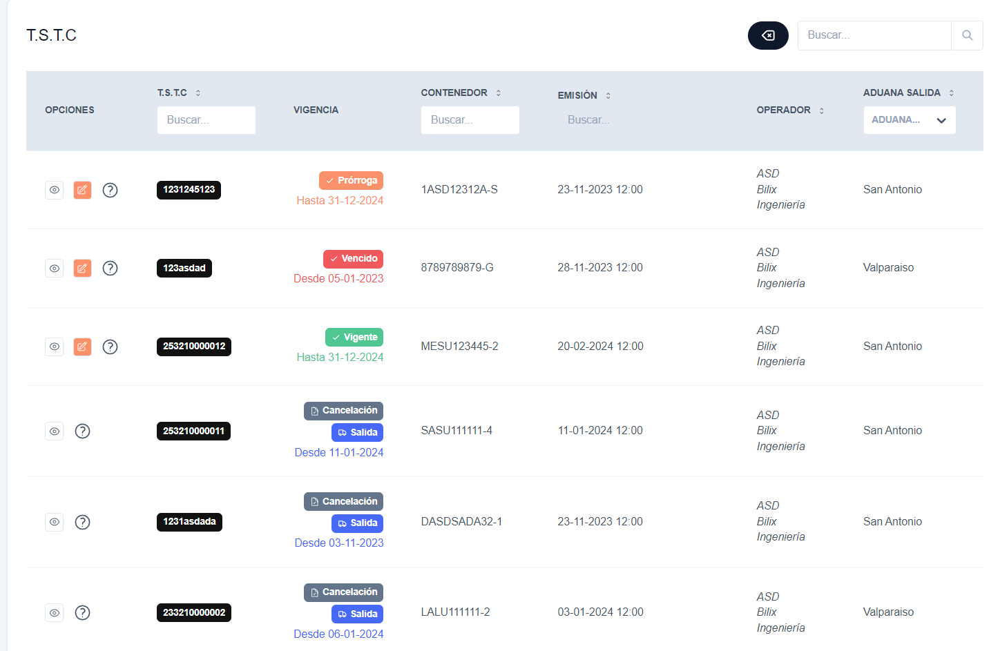 T.S.T.C
Buscar...
OPCIONES
T.S.T.C
Buscar...
VIGENCIA
CONTENEDOR
Buscar...
EMISIÓN
Buscar...
OPERADOR
ADUANA SALIDA
ADUANA...
1231245123
Prórroga
Hasta 31-12-2024
1ASD12312A-S
23-11-2023 12:00
ASD
Bilix
Ingeniería
San Antonio
123asdad
Vencido
Desde 05-01-2023
8789789879-G
28-11-2023 12:00
ASD
Bilix
Ingeniería
Valparaiso
253210000012
Vigente
Hasta 31-12-2024
MESU123445-2
20-02-2024 12:00
ASD
Bilix
Ingeniería
San Antonio
253210000011
Cancelación
Salida
Desde 11-01-2024
SASU111111-4
11-01-2024 12:00
ASD
Bilix
Ingeniería
San Antonio
1231asdada
Cancelación
Salida
Desde 03-11-2023
DASDSADA32-1
23-11-2023 12:00
ASD
Bilix
Ingeniería
San Antonio
233210000002
Cancelación
Salida
Desde 06-01-2024
LALU111111-2
03-01-2024 12:00
ASD
Bilix
Ingeniería
Valparaiso